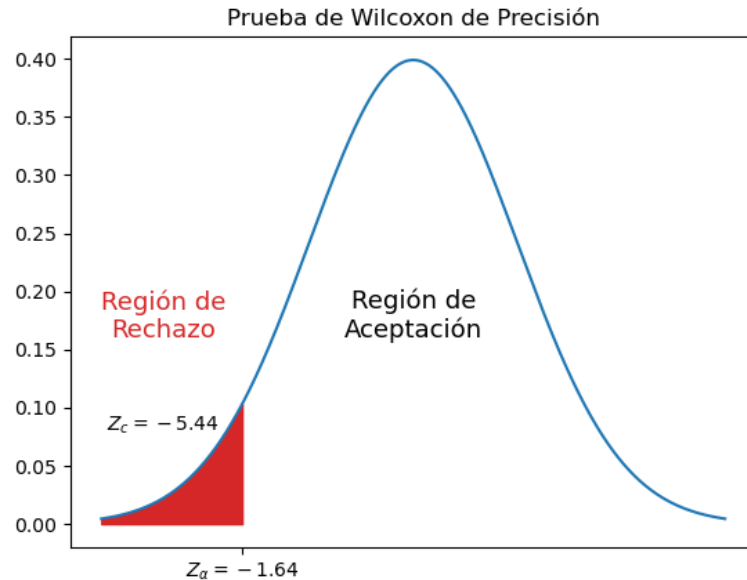 Prueba de Wilcoxon de Precisión
0.40
0.35
0.30
0.25
0.20
0.15
0.10
0.05
0.00
Región de
Rechazo
Región de
Aceptación
Z_c = −5.44
Z_α = −1.64